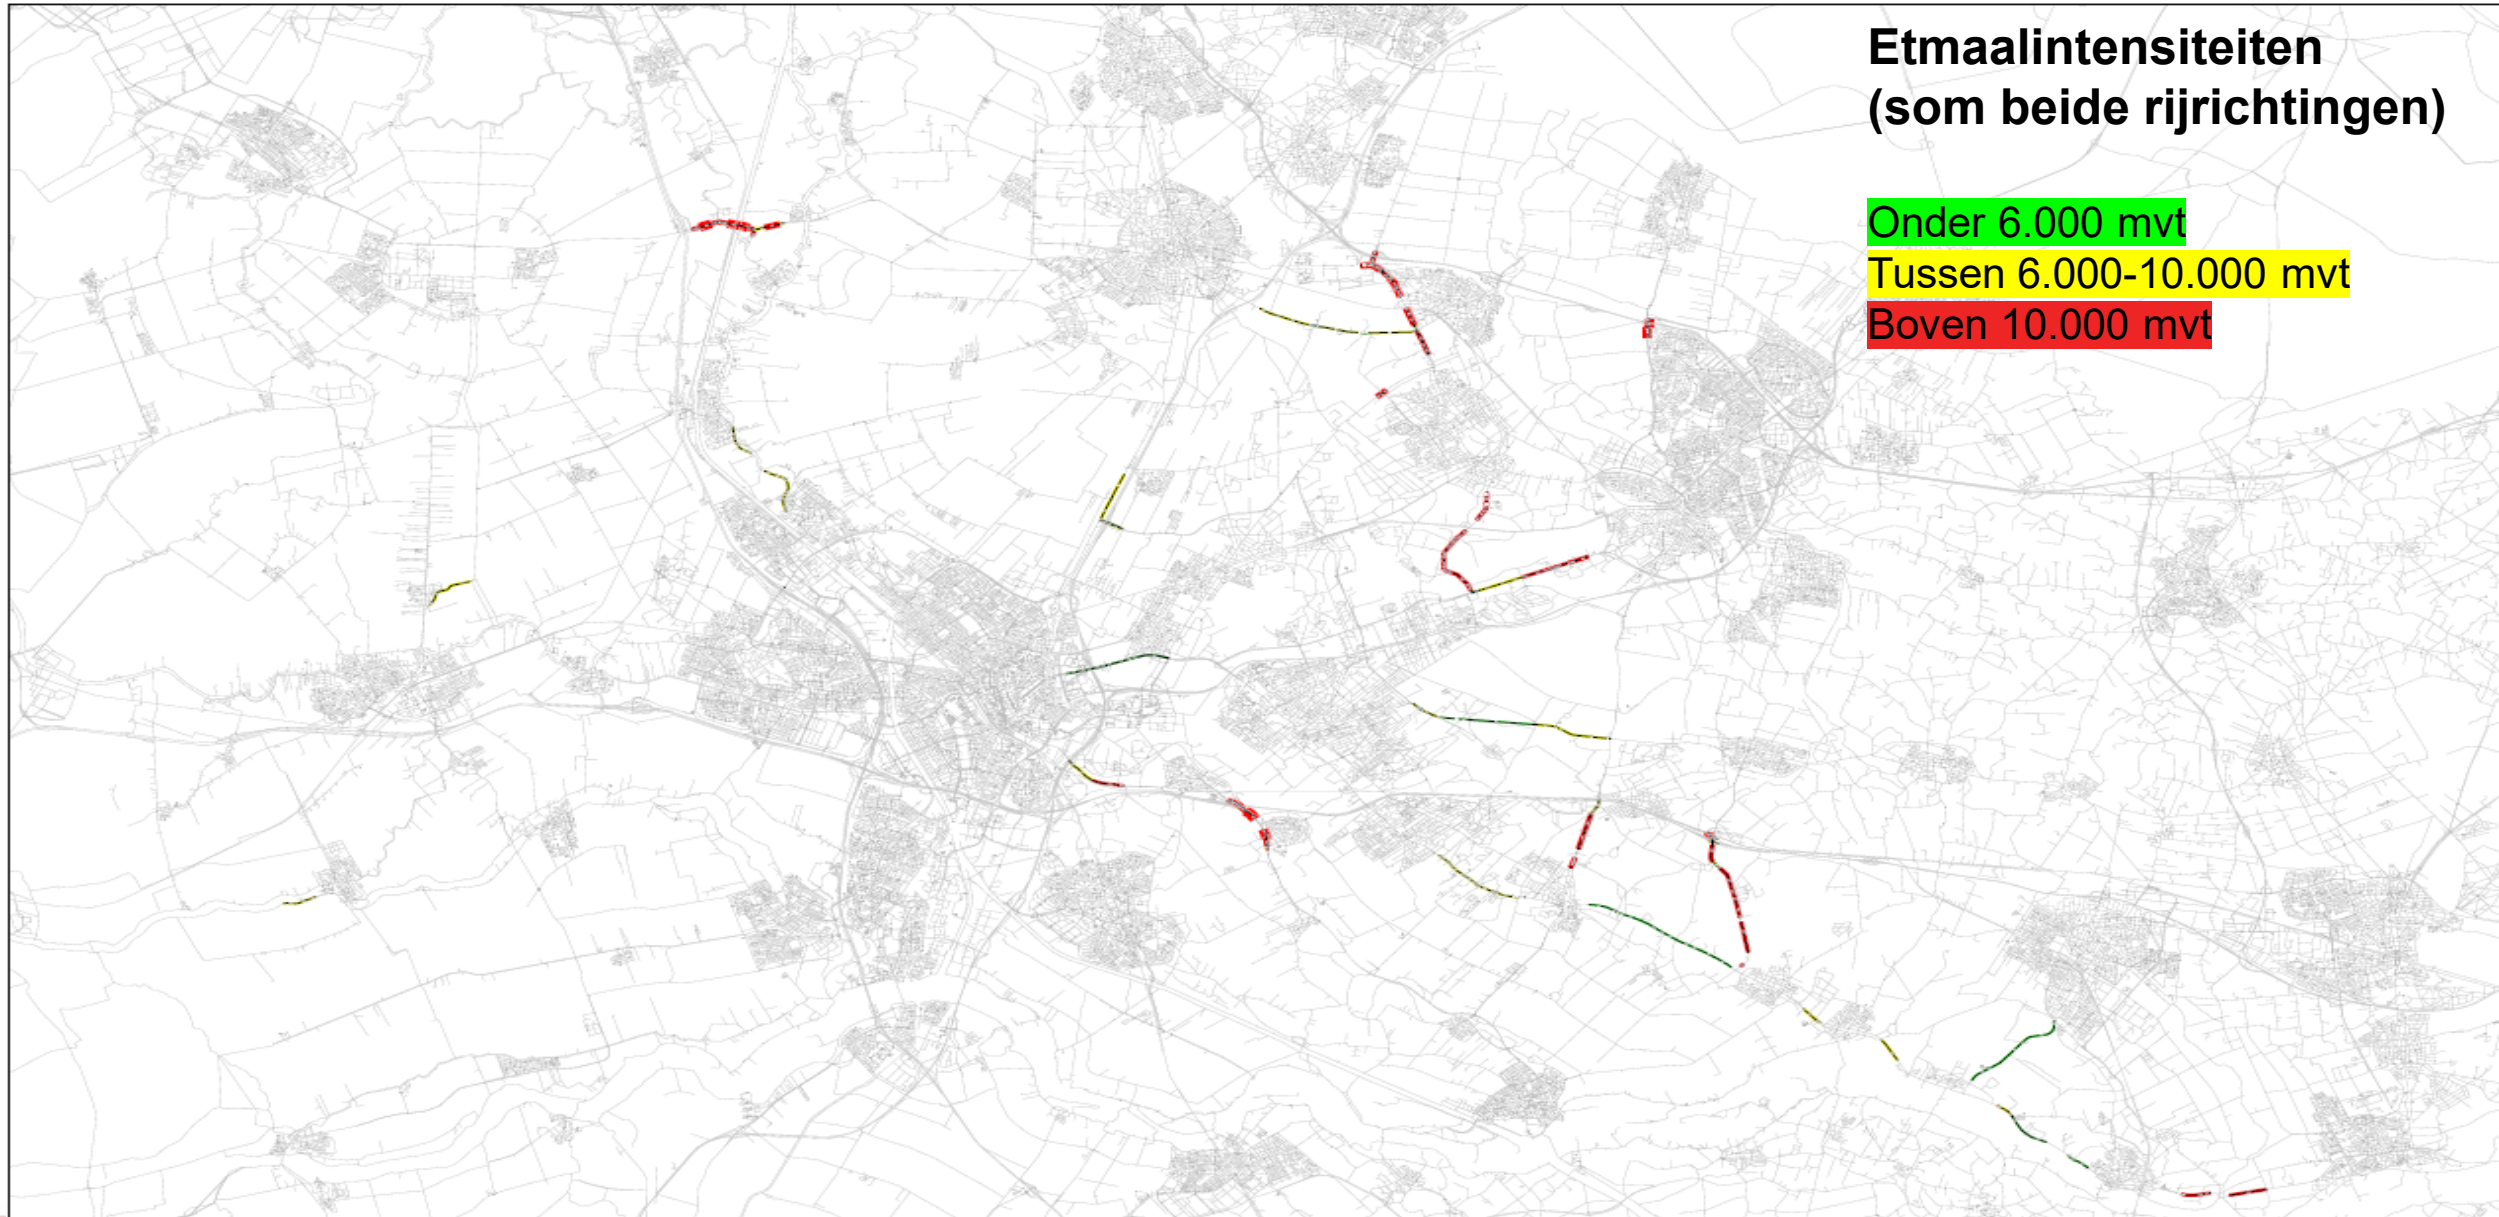 Etmaalintensiteiten
(som beide rijrichtingen)
Onder 6.000 mvt
Tussen 6.000-10.000 mvt
Boven 10.000 mvt